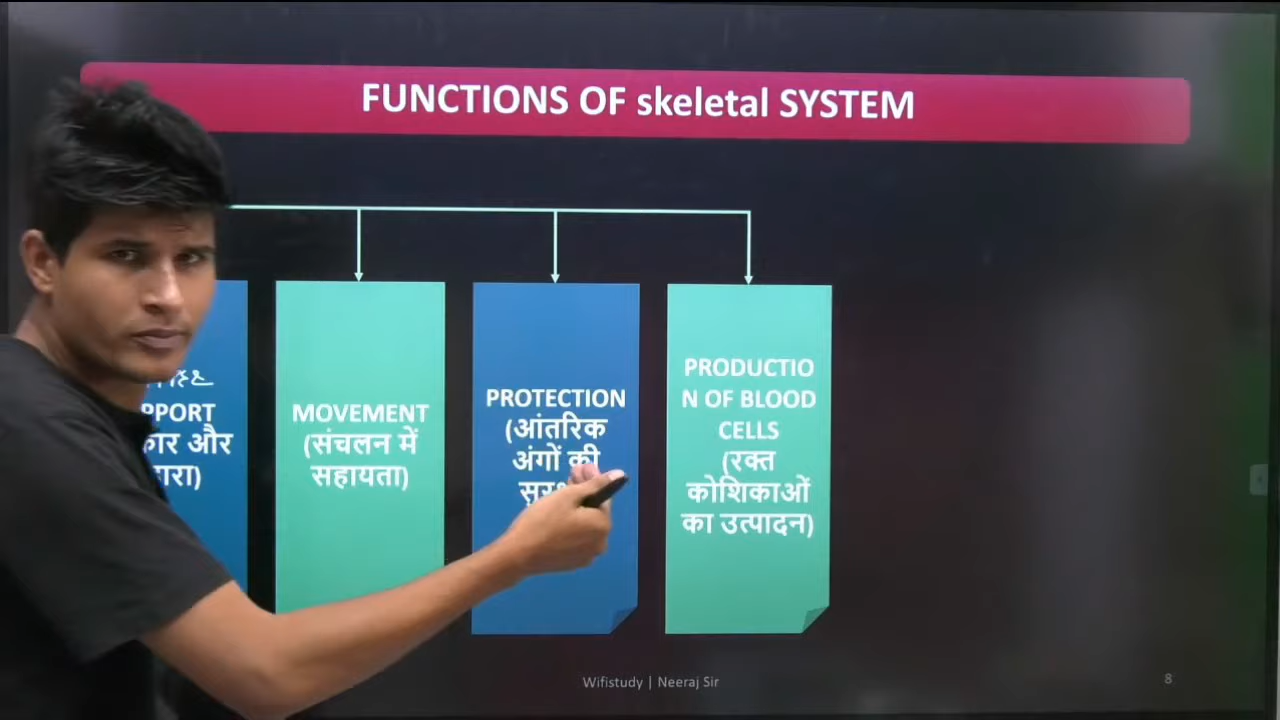 FUNCTIONS OF skeletal SYSTEM
MOVEMENT
(संचलन में
सहायता)
PROTECTION
(आंतरिक
अंगों की
PRODUCTIO
N OF BLOOD
CELLS
(रक्त
कोशिकाओं
का उत्पादन)
PPORT
और
Wifistudy | Neeraj Sir
8